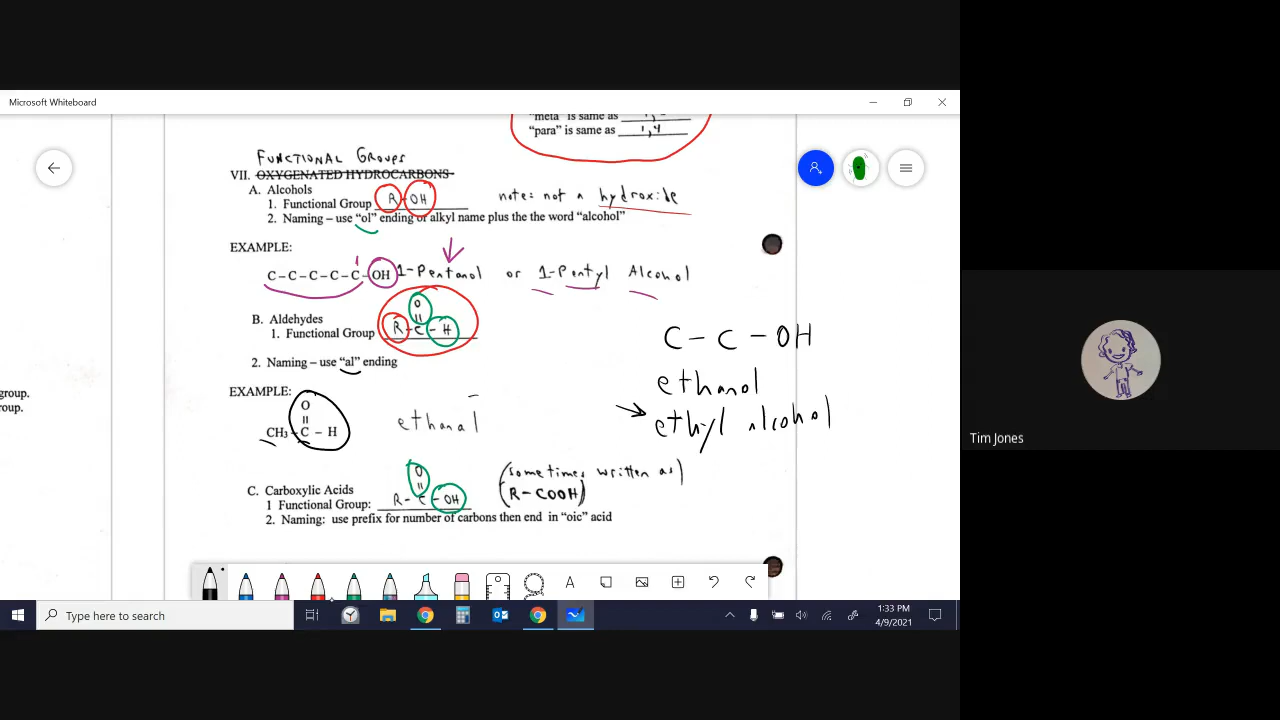 Microsoft Whiteboard
"meta" is same as
"para" is same as 1,4
FUNCTIONAL GROUPS
VII. OXYGENATED HYDROCARBONS
A. Alcohols
1. Functional Group R-OH note: not a hydroxide
2. Naming – use "ol" ending or alkyl name plus the the word "alcohol"
EXAMPLE:
1
C – C – C – C – C – OH 1-Pentanol or 1-Pentyl Alcohol
B. Aldehydes
O
1. Functional Group R - C - H
C - C - OH
2. Naming – use "al" ending
ethanol
EXAMPLE:
O
CH3 – C – H
ethanal
ethyl alcohol
group.
roup.
C. Carboxylic Acids
O
1 Functional Group: R - C - OH
(sometimes written as)
(R-COOH)
2. Naming: use prefix for number of carbons then end in "oic" acid
Tim Jones
Type here to search
1:33 PM
4/9/2021